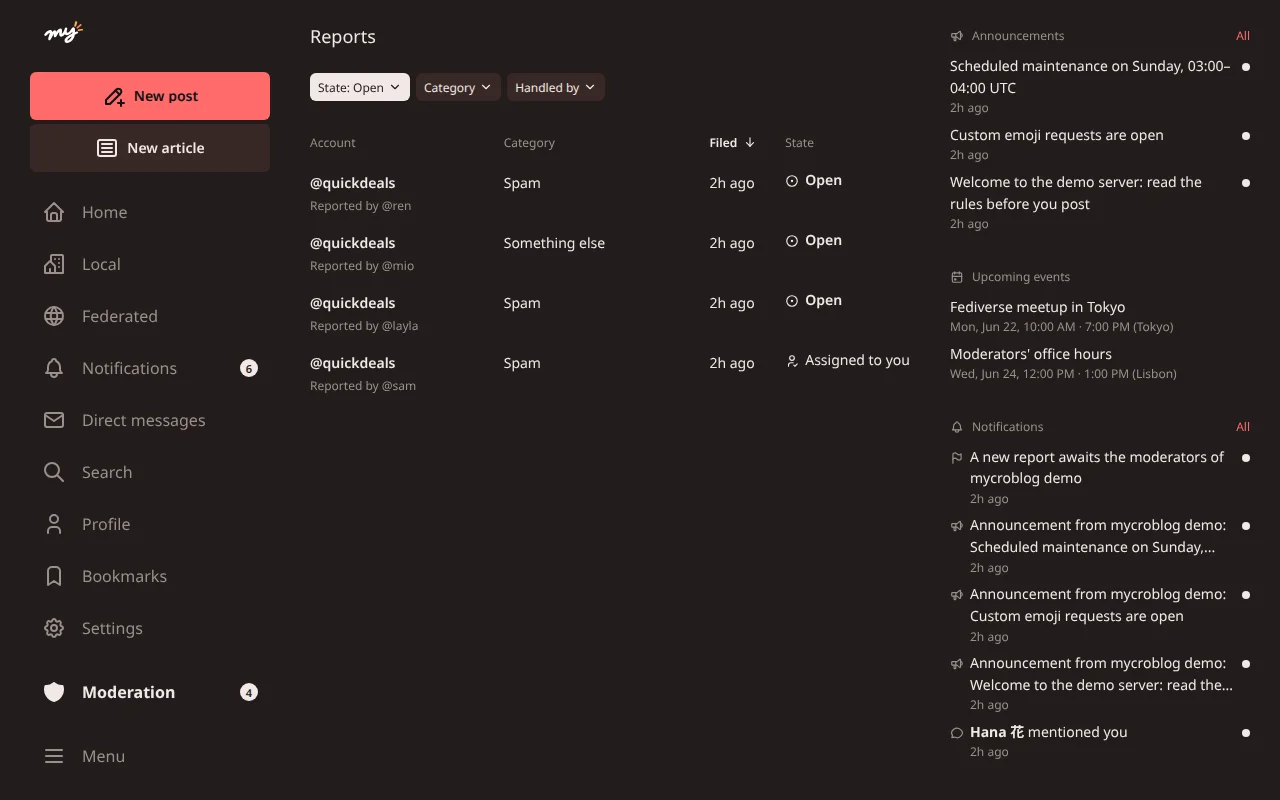 my
New post
New article
Home
Local
Federated
Notifications 6
Direct messages
Search
Profile
Bookmarks
Settings
Moderation 4
Menu
Reports
State: Open
Category
Handled by
Account Category Filed State
@quickdeals Spam 2h ago Open
Reported by @ren
@quickdeals Something else 2h ago Open
Reported by @mio
@quickdeals Spam 2h ago Open
Reported by @layla
@quickdeals Spam 2h ago Assigned to you
Reported by @sam
Announcements All
Scheduled maintenance on Sunday, 03:00–
04:00 UTC
2h ago
Custom emoji requests are open
2h ago
Welcome to the demo server: read the
rules before you post
2h ago
Upcoming events
Fediverse meetup in Tokyo
Mon, Jun 22, 10:00 AM · 7:00 PM (Tokyo)
Moderators' office hours
Wed, Jun 24, 12:00 PM · 1:00 PM (Lisbon)
Notifications All
A new report awaits the moderators of
mycroblog demo
2h ago
Announcement from mycroblog demo:
Scheduled maintenance on Sunday,...
2h ago
Announcement from mycroblog demo:
Custom emoji requests are open
2h ago
Announcement from mycroblog demo:
Welcome to the demo server: read the...
2h ago
Hana 花 mentioned you
2h ago